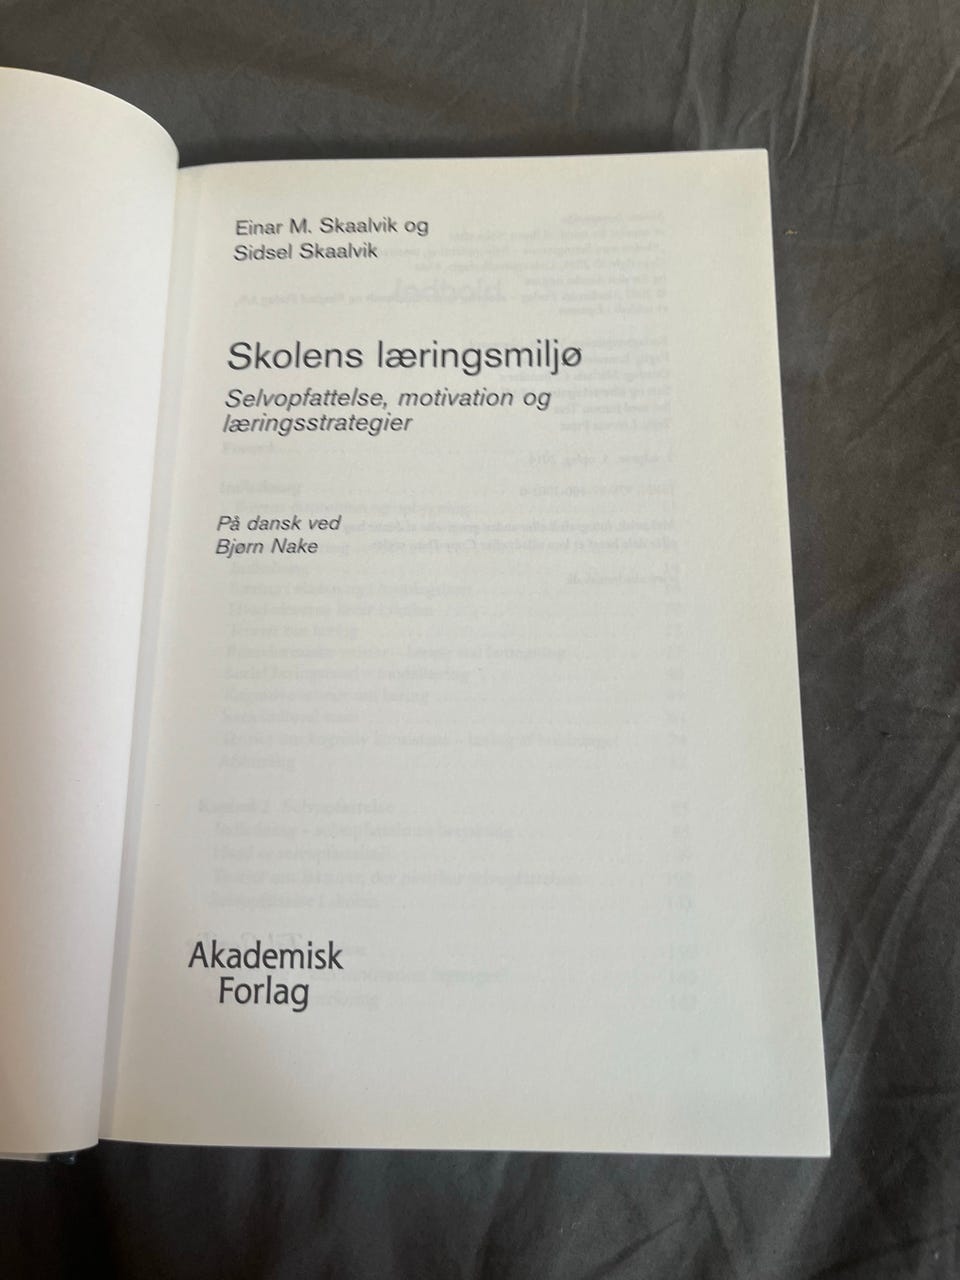 Einar M. Skaalvik og
Sidsel Skaalvik
Skolens læringsmiljø
Selvopfattelse, motivation og
læringsstrategier
På dansk ved
Bjørn Nake
Akademisk
Forlag